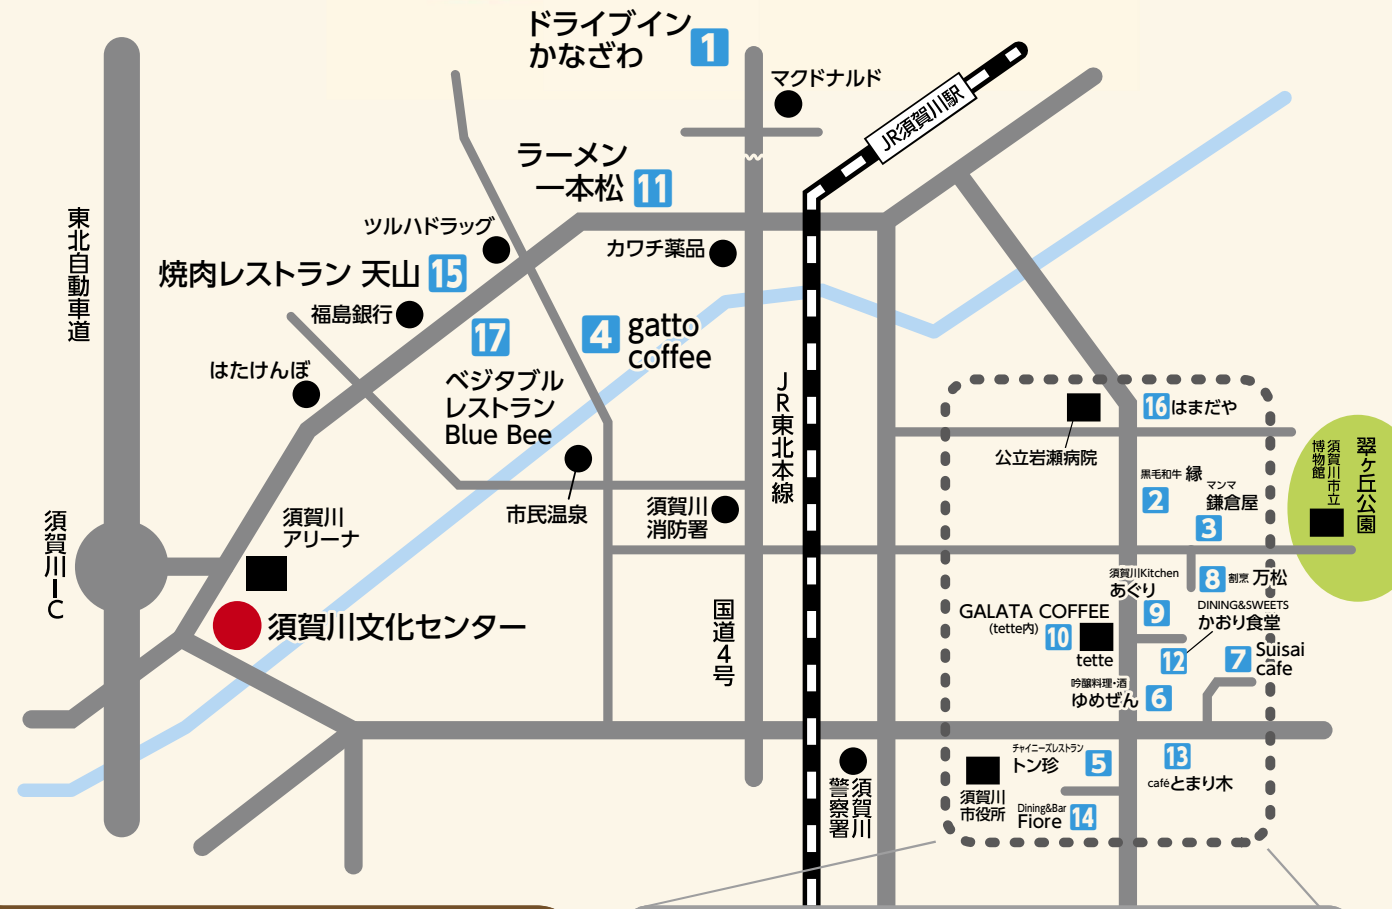 ドライブイン
かなざわ
1
マクドナルド
JR須賀川駅
ラーメン
一本松
11
ツルハドラッグ
カワチ薬品
東北自動車道
焼肉レストラン 天山
15
福島銀行
17
4
gatto
coffee
はたけんぼ
ベジタブル
レストラン
Blue Bee
JR東北本線
16
はまだや
公立岩瀬病院
翠ヶ丘公園
須賀川市立
博物館
黒毛和牛 縁
2
マンマ
鎌倉屋
3
市民温泉
須賀川
消防署
須賀川IC
須賀川
アリーナ
須賀川文化センター
国道4号
須賀川Kitchen
あぐり
9
8
割烹 万松
GALATA COFFEE
(tette内)
10
tette
DINING&SWEETS
かおり食堂
12
7
Suisai
cafe
吟醸料理・酒
ゆめぜん
6
須賀川
警察署
チャイニーズレストラン
トン珍
5
13
caféとまり木
須賀川
市役所
Dining&Bar
Fiore
14